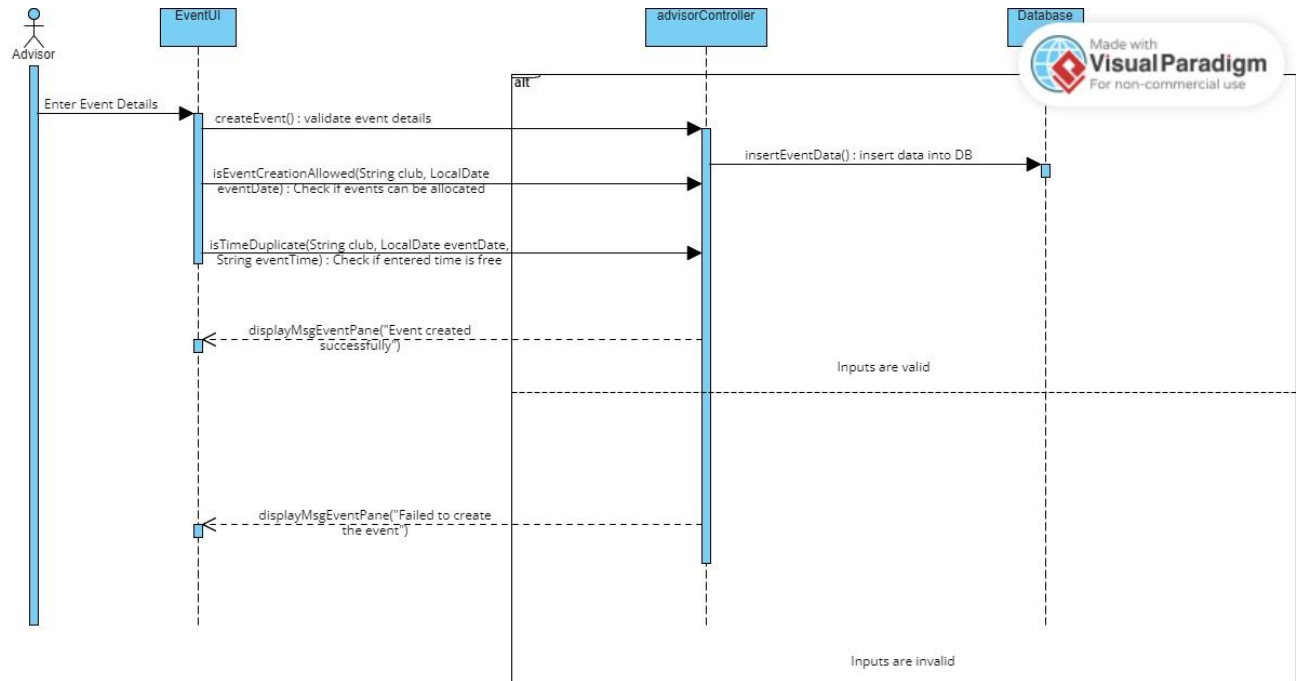 EventUI
advisorController
Database
Advisor
Made with
Visual Paradigm
For non-commercial use
alt
Enter Event Details
createEvent() : validate event details
insertEventData() : insert data into DB
isEventCreationAllowed(String club, LocalDate
eventDate) : Check if events can be allocated
isTimeDuplicate(String club, LocalDate eventDate,
String eventTime) : Check if entered time is free
displayMsgEventPane("Event created
successfully")
Inputs are valid
displayMsgEventPane("Failed to create
the event")
Inputs are invalid